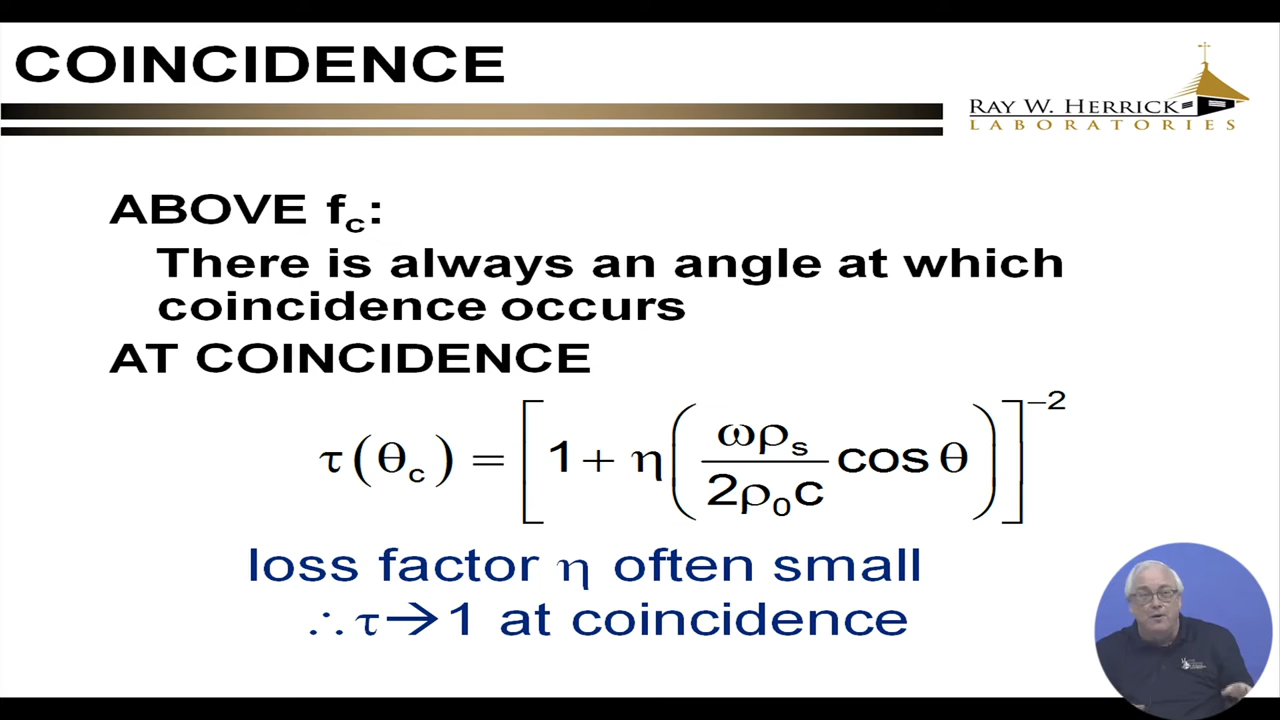 COINCIDENCE
RAY W. HERRICK
LABORATORIES
ABOVE fc:
There is always an angle at which
coincidence occurs
AT COINCIDENCE
τ(θc) = [1 + η(ωρs/2ρ0c cos θ)]^−2
loss factor η often small
∴τ→1 at coincidence